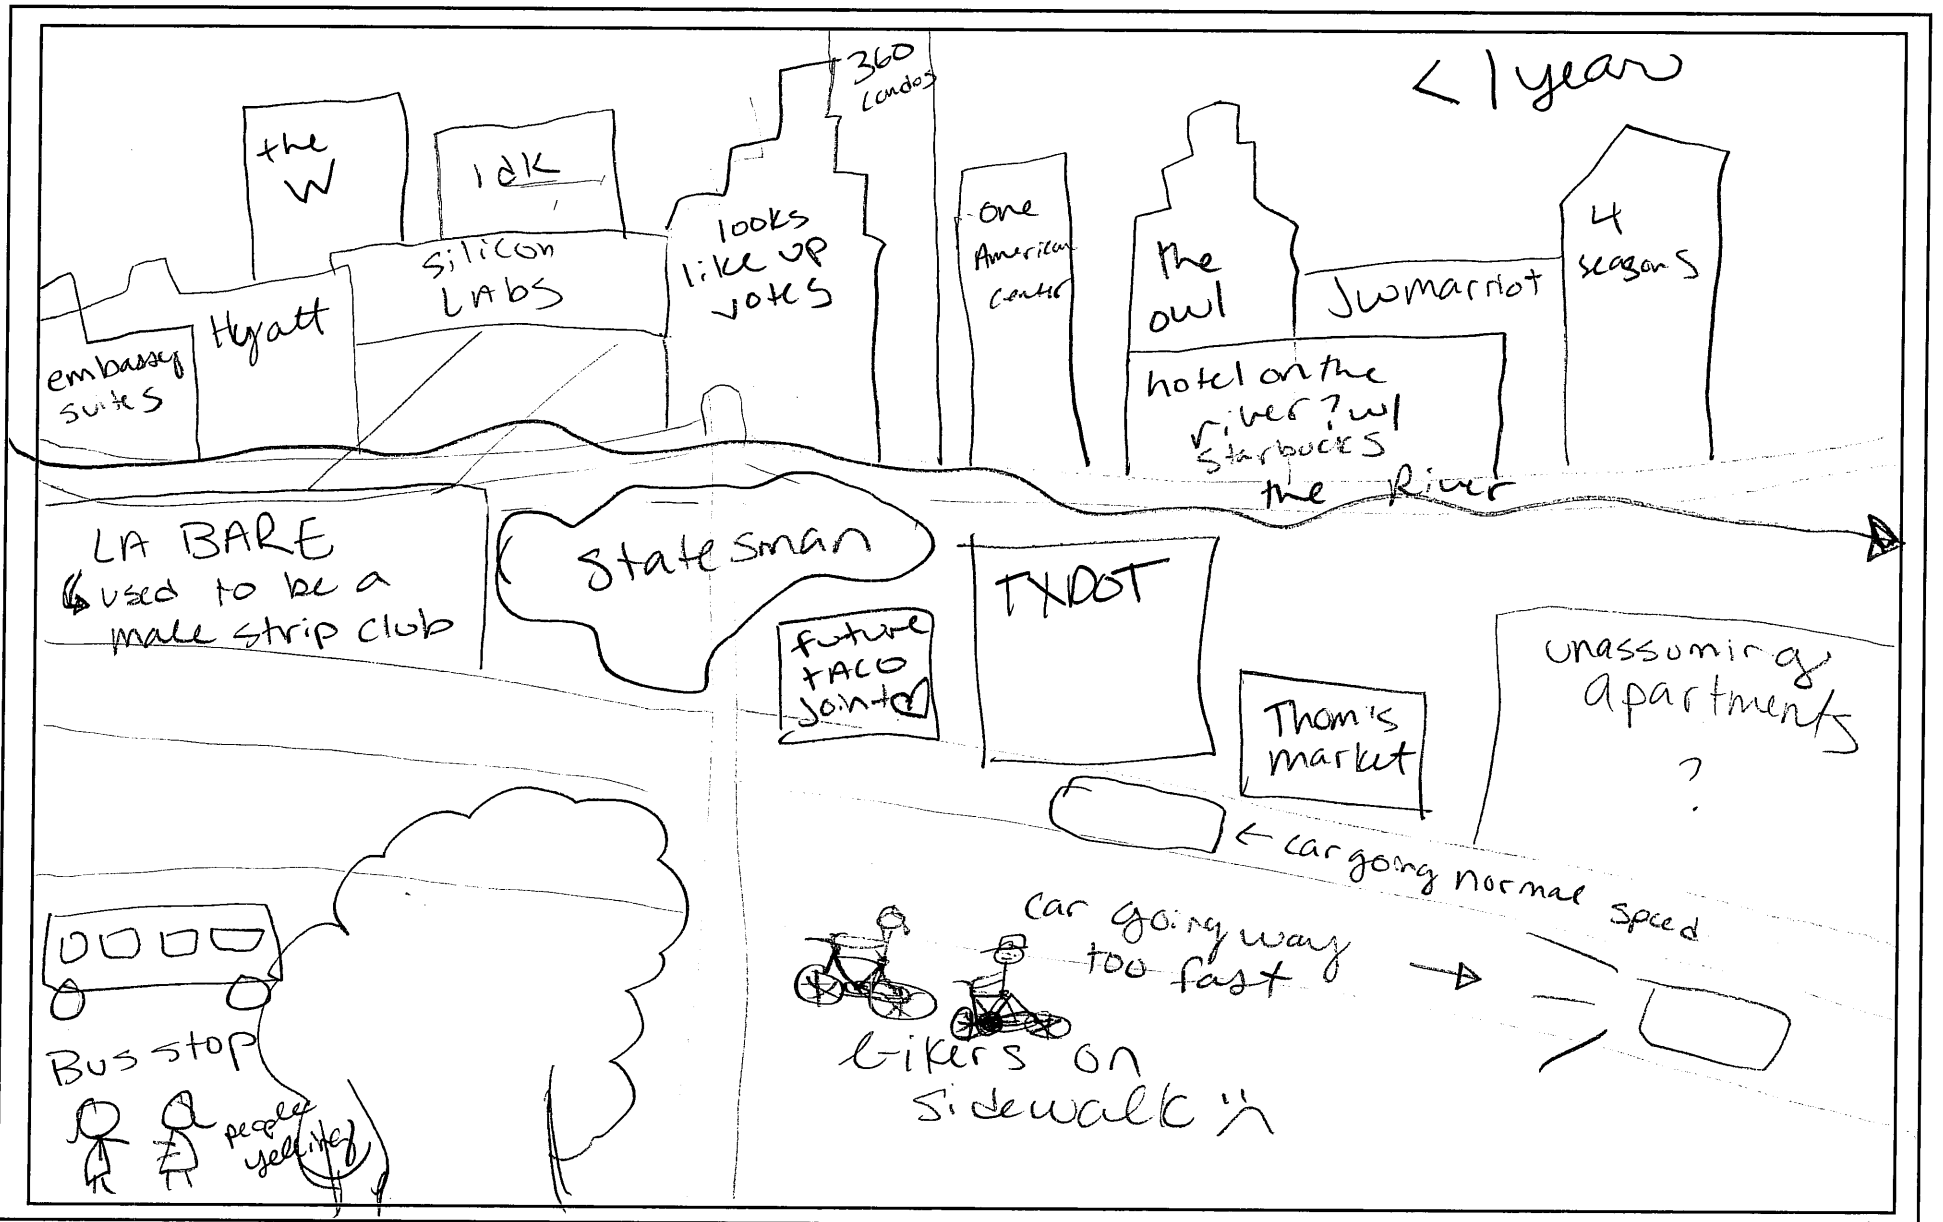 < 1 year
360
condos
the
W
idk
looks
like up
votes
one
American
center
the
owl
JW marriot
4
seasons
silicon
LABS
Hyatt
embassy
suites
hotel on the
river? w/
starbucks
the River
LA BARE
used to be a
male strip club
statesman
TXDOT
future
tACO
joint
Thom's
market
unassuming
apartments
?
← car going normal speed
car going way
too fast →
bikers on
sidewalk
Bus stop
people
yelling